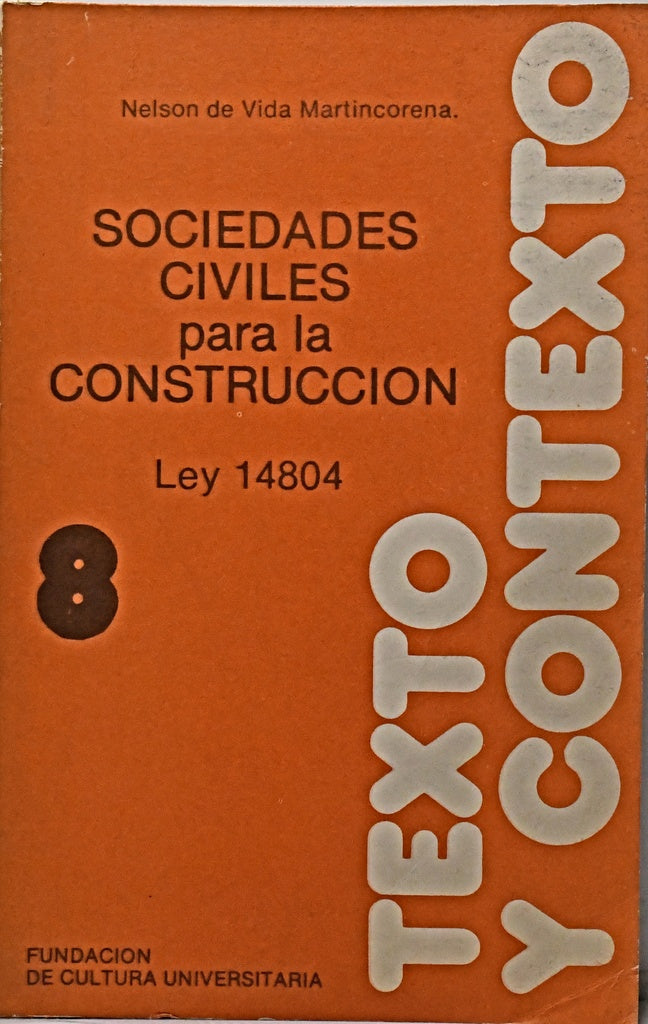 Nelson de Vida Martincorena.
SOCIEDADES
CIVILES
para la
CONSTRUCCION
Ley 14804
8
TEXTO
Y CONTEXTO
FUNDACION
DE CULTURA UNIVERSITARIA